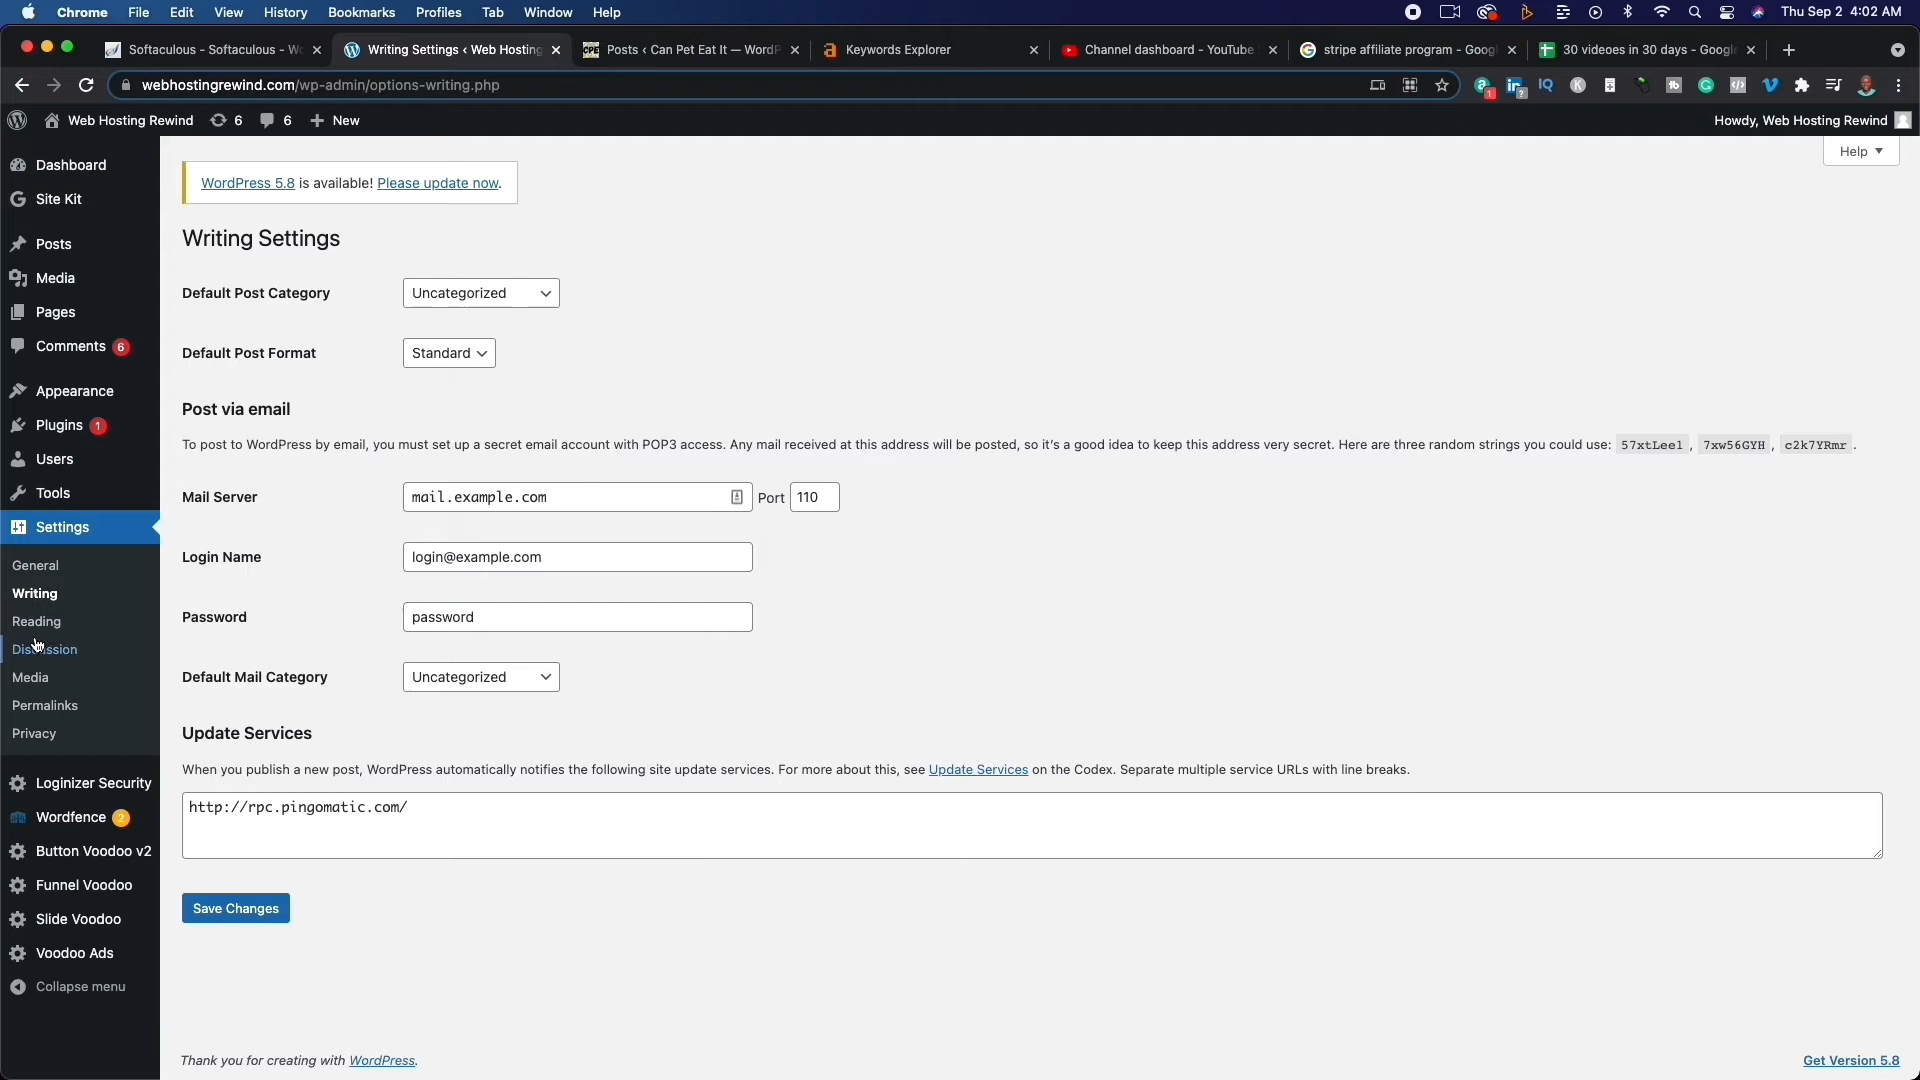 Chrome File Edit View History Bookmarks Profiles Tab Window Help Thu Sep 2 4:02 AM
Softaculous - Softaculous - W Writing Settings ‹ Web Hosting Posts ‹ Can Pet Eat It — WordP Keywords Explorer Channel dashboard - YouTube stripe affiliate program - Goog 30 videoes in 30 days - Google
webhostingrewind.com/wp-admin/options-writing.php
Web Hosting Rewind 6 6 New Howdy, Web Hosting Rewind
Help
Dashboard
Site Kit
Posts
Media
Pages
Comments 6
Appearance
Plugins 1
Users
Tools
Settings
General
Writing
Reading
Discussion
Media
Permalinks
Privacy
Loginizer Security
Wordfence 2
Button Voodoo v2
Funnel Voodoo
Slide Voodoo
Voodoo Ads
Collapse menu
WordPress 5.8 is available! Please update now.
Writing Settings
Default Post Category Uncategorized
Default Post Format Standard
Post via email
To post to WordPress by email, you must set up a secret email account with POP3 access. Any mail received at this address will be posted, so it's a good idea to keep this address very secret. Here are three random strings you could use: 57xtLeel , 7xw56GYH , c2k7YRmr .
Mail Server mail.example.com Port 110
Login Name login@example.com
Password password
Default Mail Category Uncategorized
Update Services
When you publish a new post, WordPress automatically notifies the following site update services. For more about this, see Update Services on the Codex. Separate multiple service URLs with line breaks.
http://rpc.pingomatic.com/
Save Changes
Thank you for creating with WordPress. Get Version 5.8